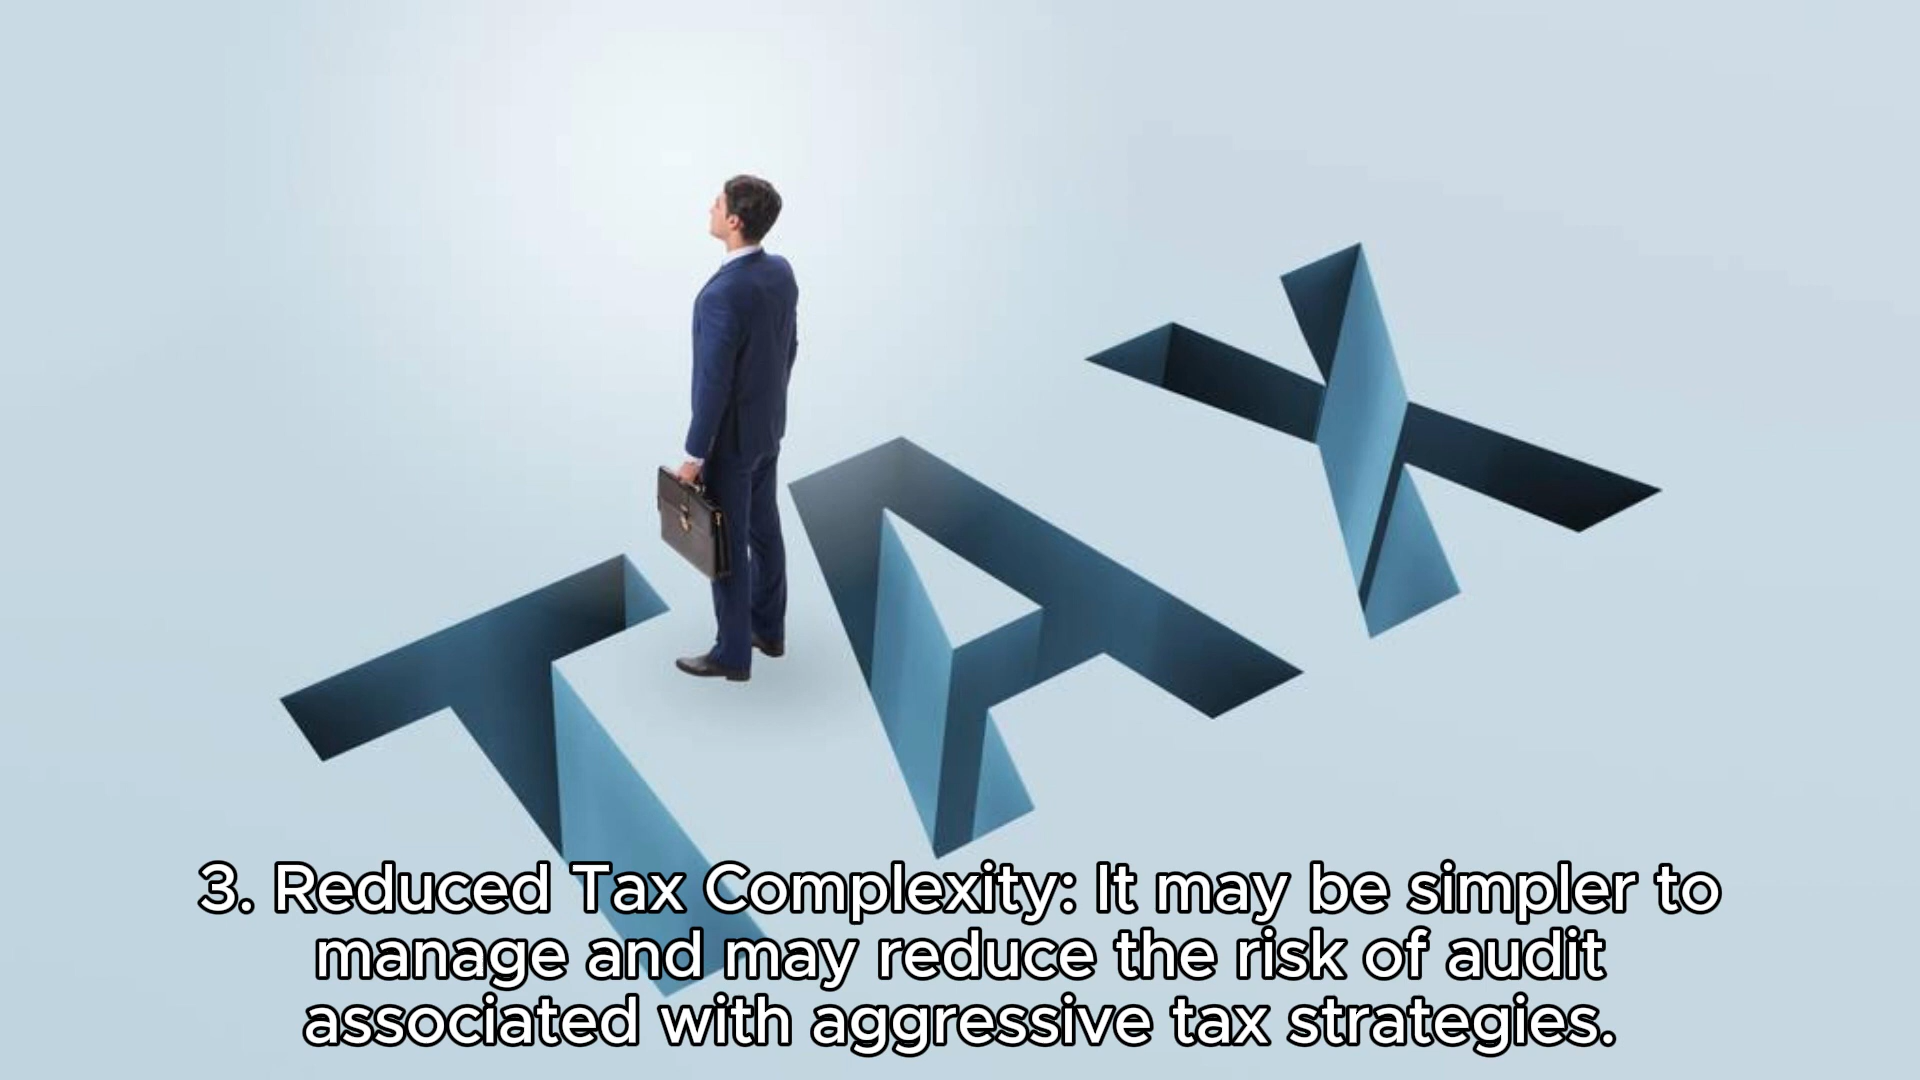 TAX
3. Reduced Tax Complexity: It may be simpler to
manage and may reduce the risk of audit
associated with aggressive tax strategies.